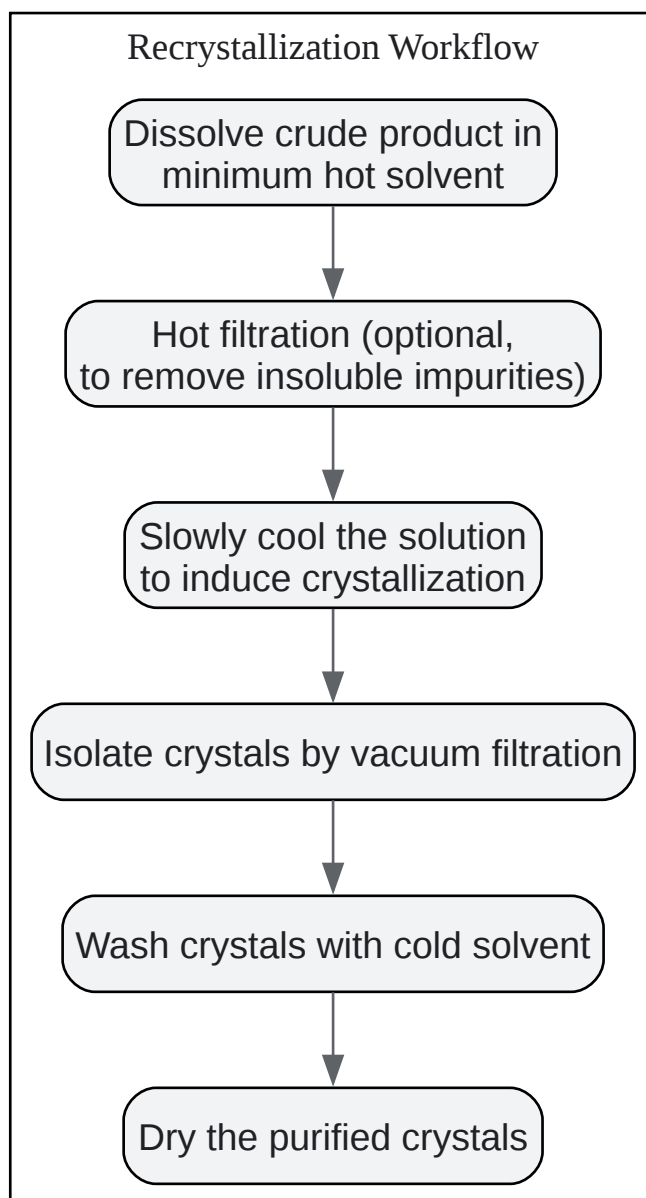 Recrystallization Workflow
Dissolve crude product in
minimum hot solvent
Hot filtration (optional,
to remove insoluble impurities)
Slowly cool the solution
to induce crystallization
Isolate crystals by vacuum filtration
Wash crystals with cold solvent
Dry the purified crystals